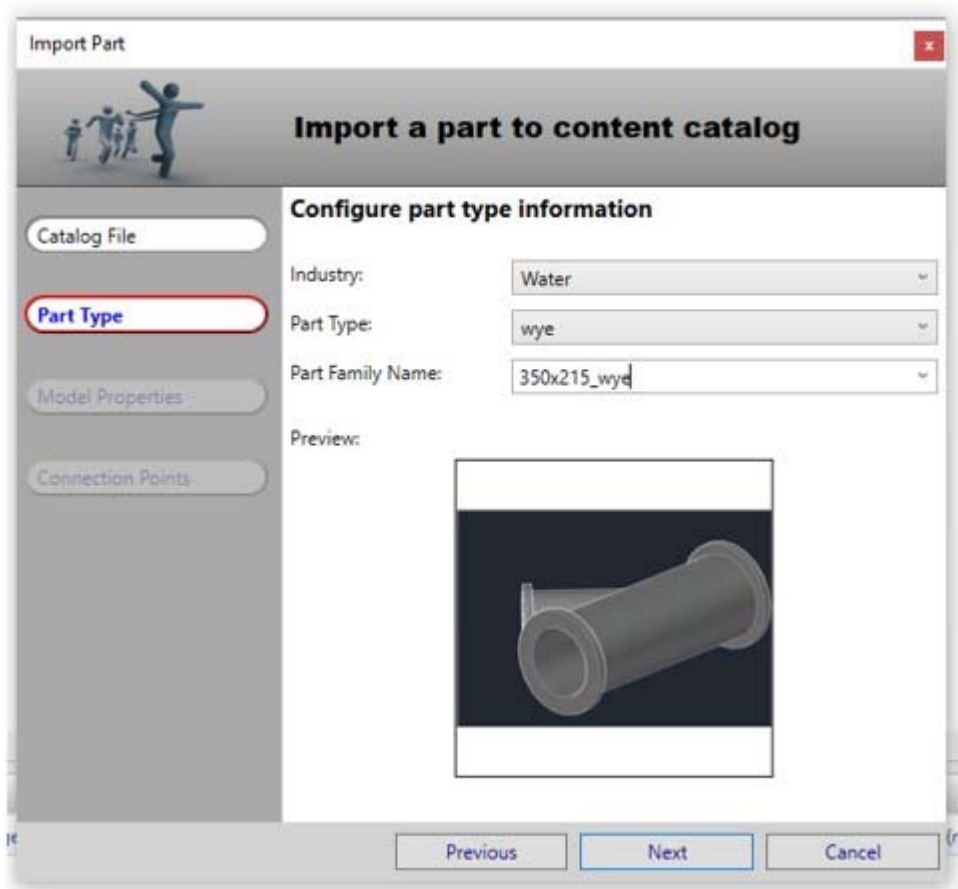 Import Part
x
Import a part to content catalog
Catalog File
Part Type
Model Properties
Connection Points
Configure part type information
Industry:
Water
Part Type:
wye
Part Family Name:
350x215_wye
Preview:
Previous
Next
Cancel